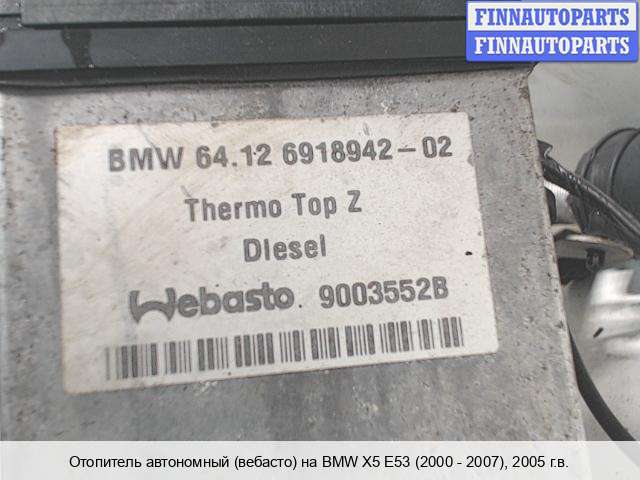 FINNAUTOPARTS
FINNAUTOPARTS
BMW 64.12 6918942-02
Thermo Top Z
Diesel
Webasto 9003552B
Отопитель автономный (вебасто) на BMW X5 E53 (2000 - 2007), 2005 г.в.